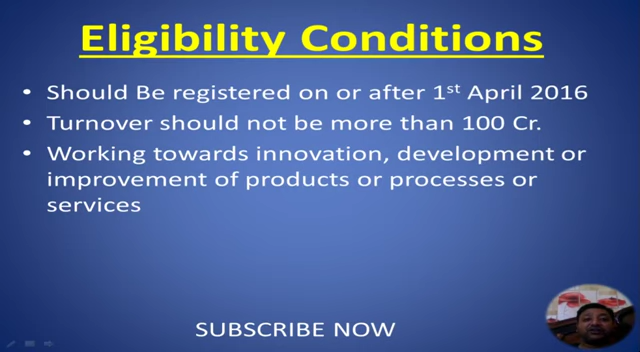 Eligibility Conditions
• Should Be registered on or after 1st April 2016
• Turnover should not be more than 100 Cr.
• Working towards innovation, development or
improvement of products or processes or
services
SUBSCRIBE NOW